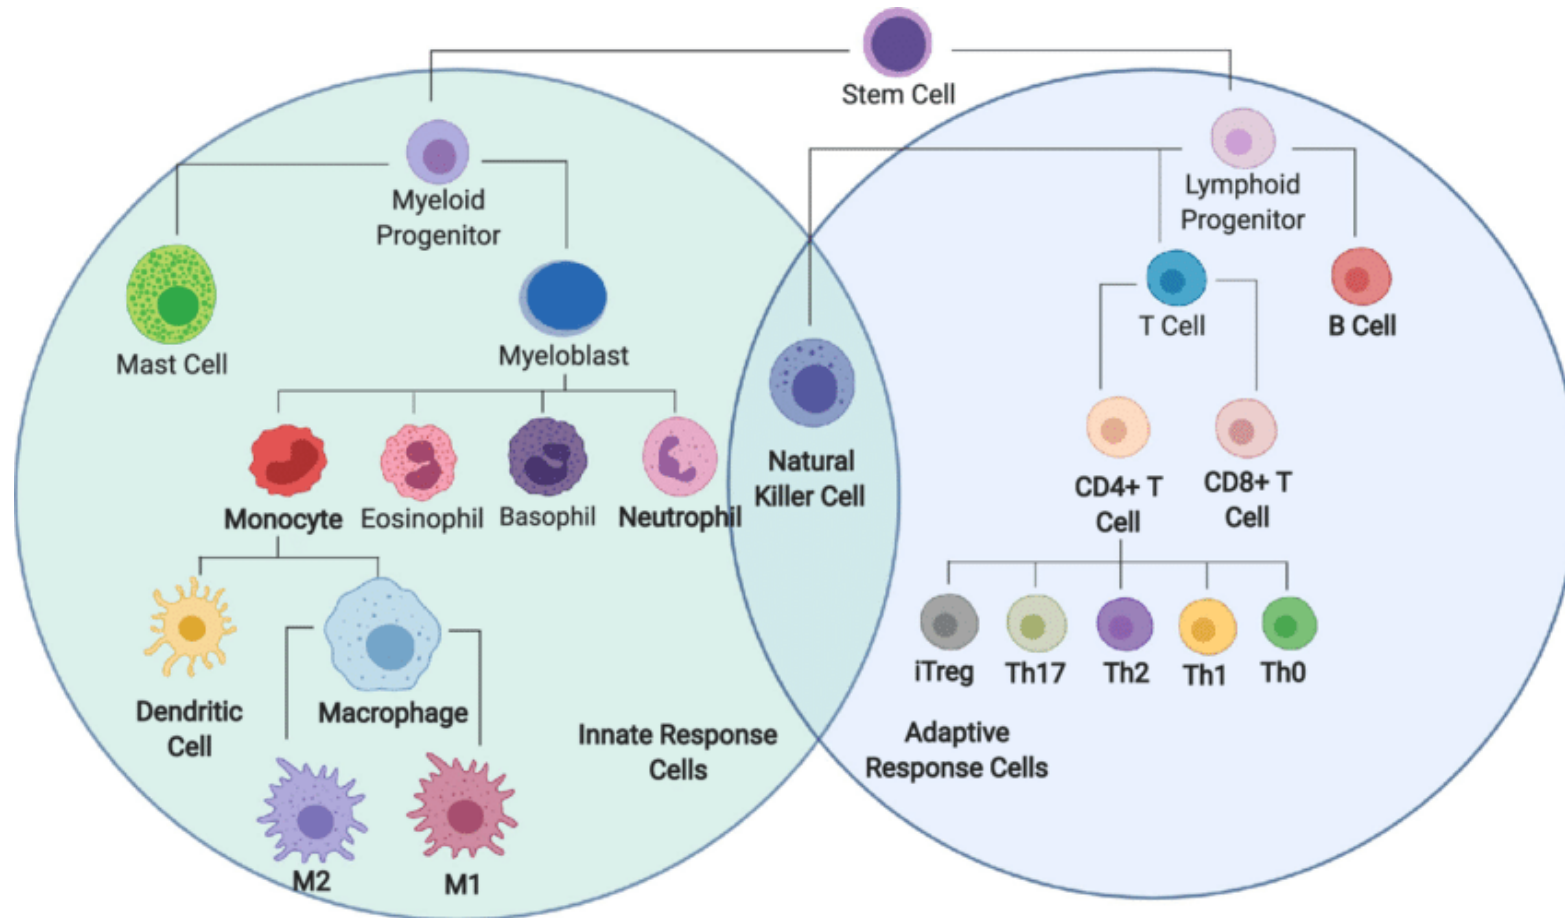 Stem Cell
Myeloid
Progenitor
Lymphoid
Progenitor
Mast Cell
Myeloblast
T Cell
B Cell
Natural
Killer Cell
Monocyte
Eosinophil
Basophil
Neutrophil
CD4+ T
Cell
CD8+ T
Cell
iTreg
Th17
Th2
Th1
Th0
Dendritic
Cell
Macrophage
Innate Response
Cells
Adaptive
Response Cells
M2
M1